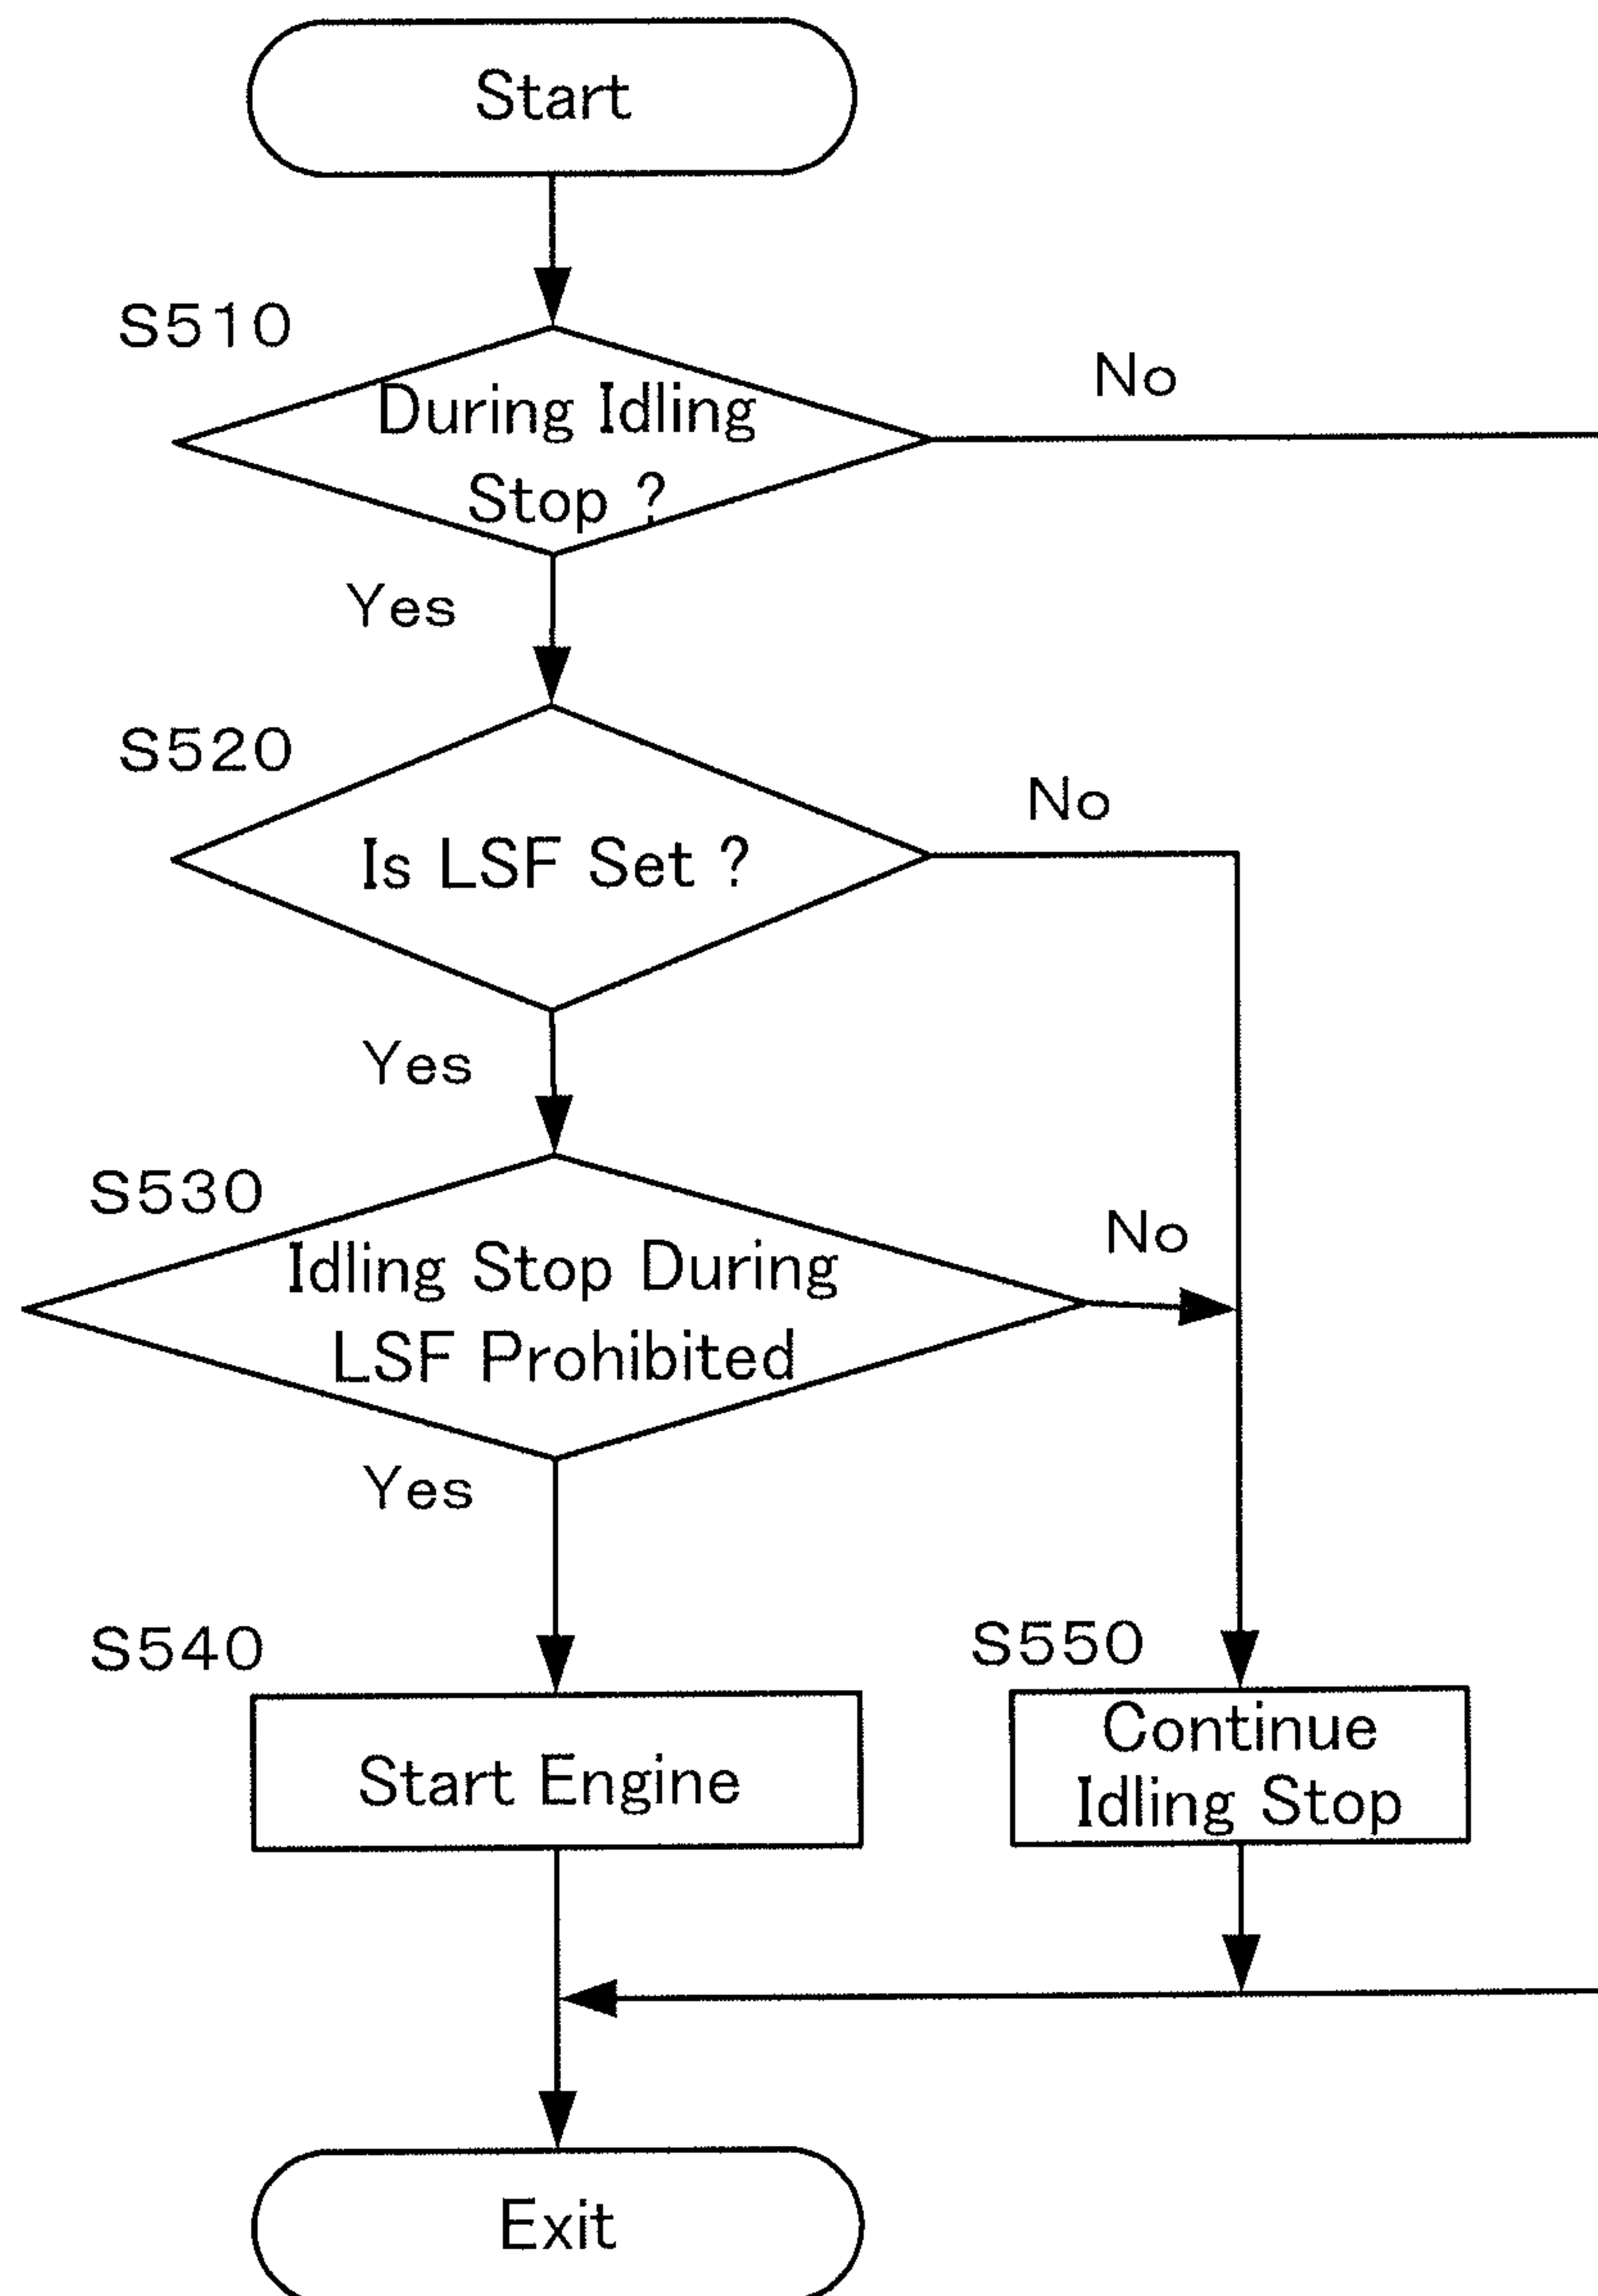 Start
S510
No
During Idling
Stop ?
Yes
S520
No
Is LSF Set ?
Yes
S530
No
Idling Stop During
LSF Prohibited
Yes
S540
S550
Start Engine
Continue
Idling Stop
Exit